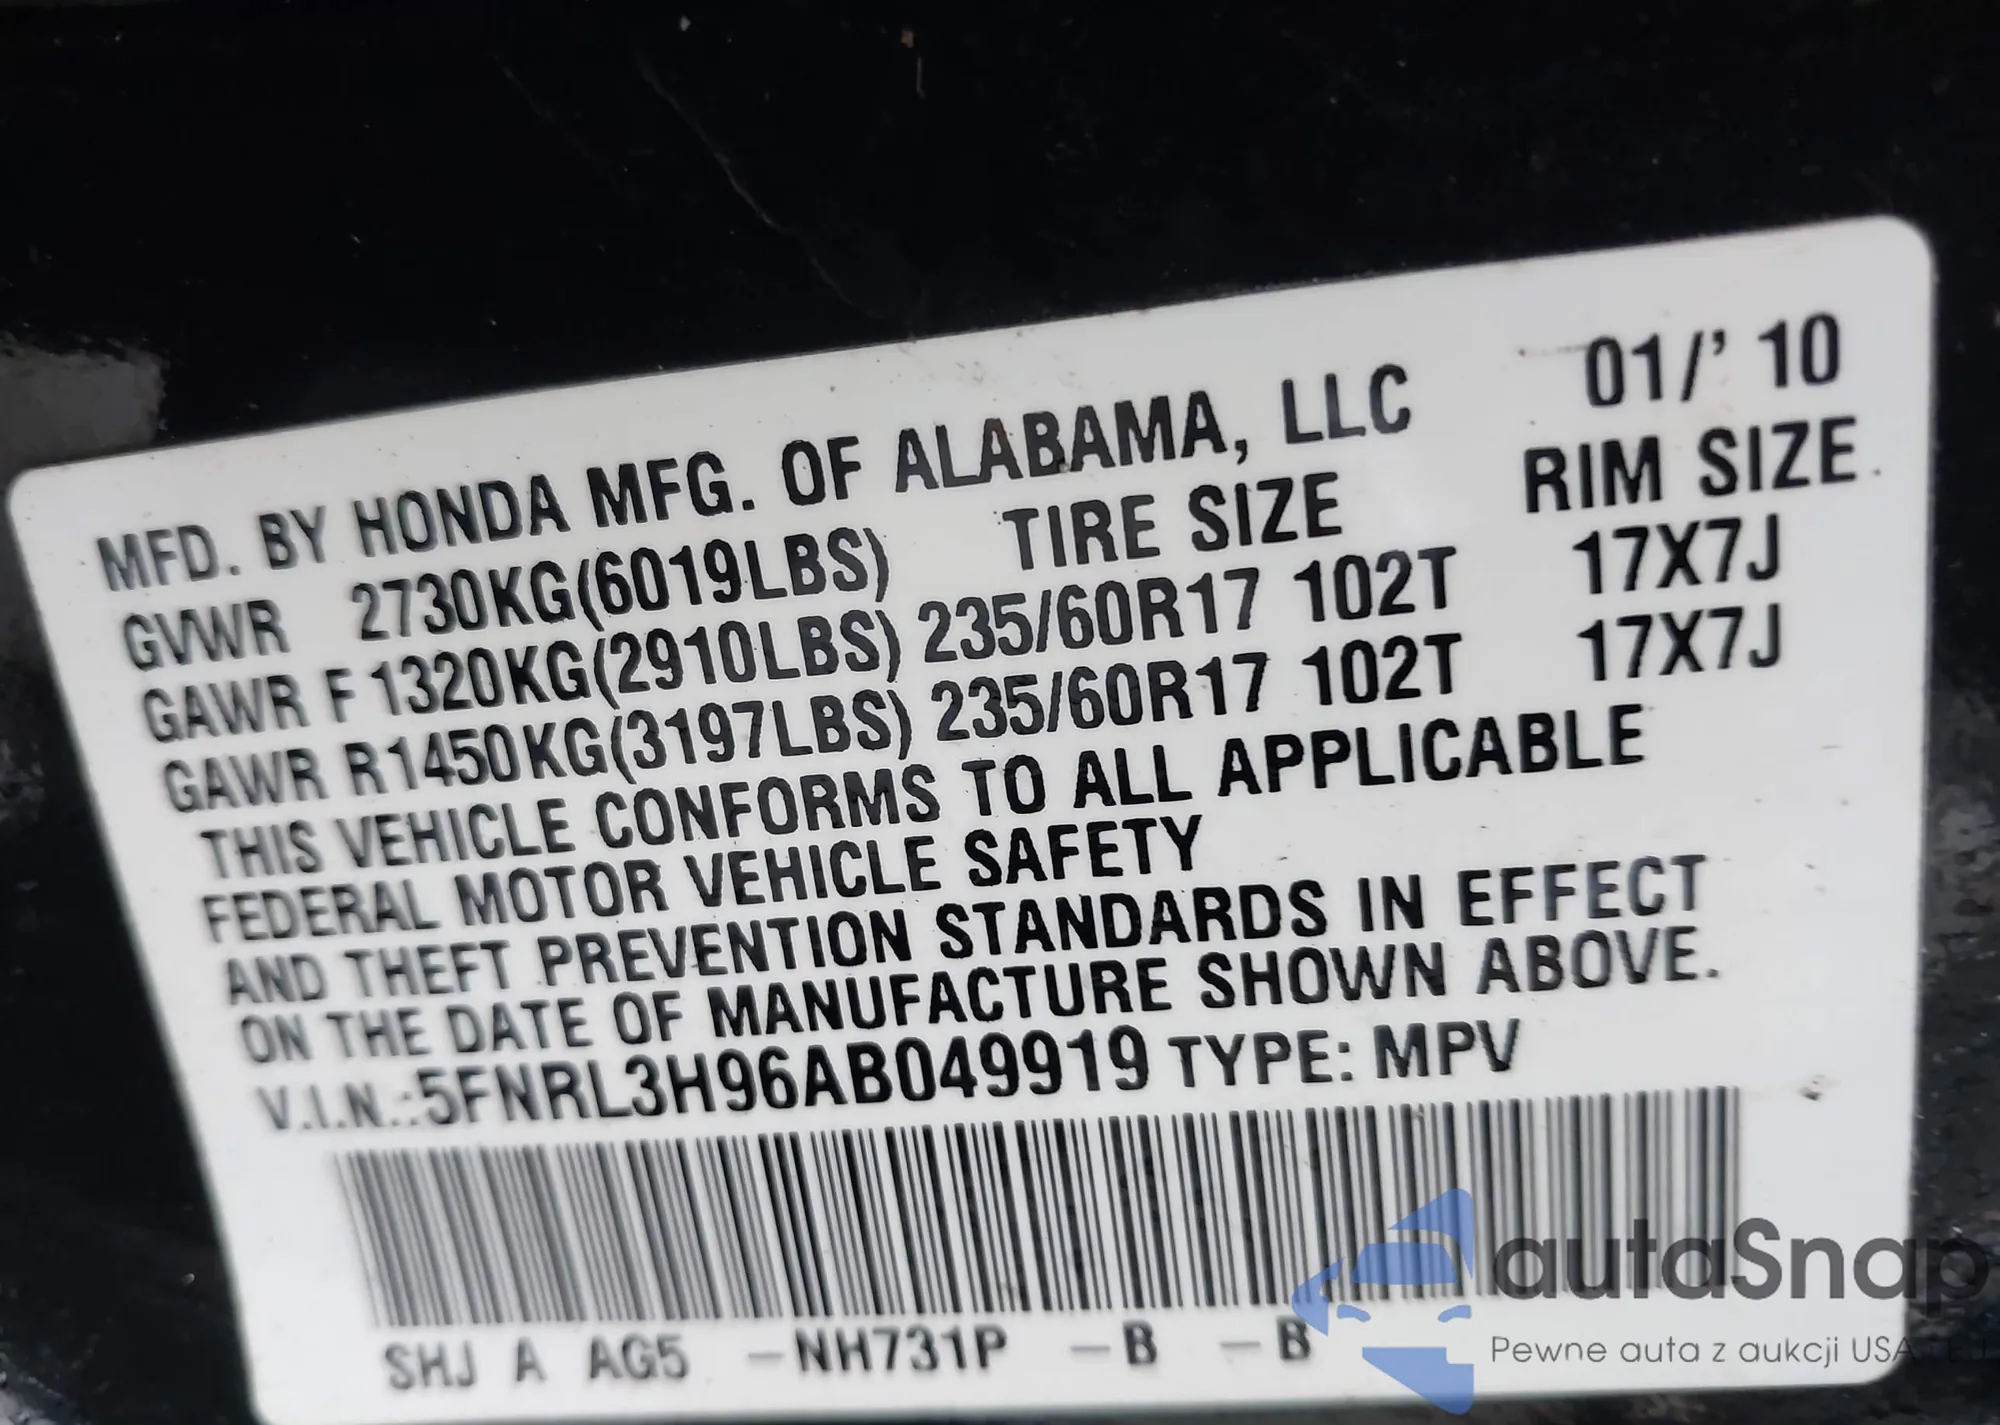 MFD. BY HONDA MFG. OF ALABAMA, LLC 01/'10
GVWR 2730KG(6019LBS) TIRE SIZE RIM SIZE
GAWR F 1320KG(2910LBS) 235/60R17 102T 17X7J
GAWR R 1450KG(3197LBS) 235/60R17 102T 17X7J
THIS VEHICLE CONFORMS TO ALL APPLICABLE
FEDERAL MOTOR VEHICLE SAFETY
AND THEFT PREVENTION STANDARDS IN EFFECT
ON THE DATE OF MANUFACTURE SHOWN ABOVE.
V.I.N.:5FNRL3H96AB049919 TYPE: MPV
SHJ A AG5 -NH731P -B -B
autaSnap
Pewne auta z aukcji USA